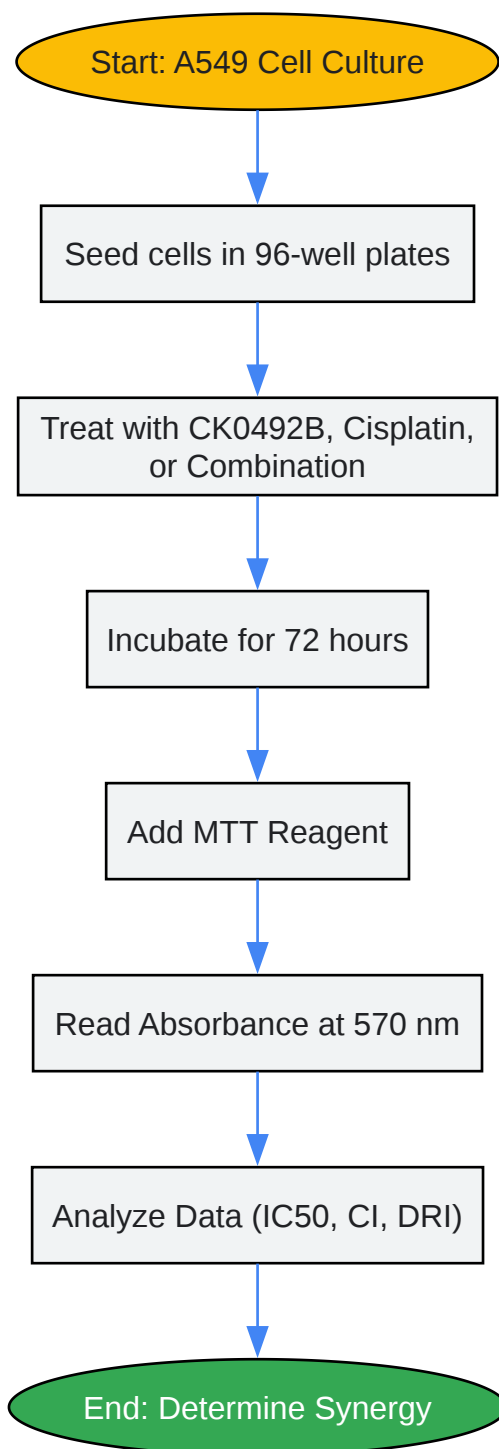 Start: A549 Cell Culture
Seed cells in 96-well plates
Treat with CK0492B, Cisplatin,
or Combination
Incubate for 72 hours
Add MTT Reagent
Read Absorbance at 570 nm
Analyze Data (IC50, CI, DRI)
End: Determine Synergy